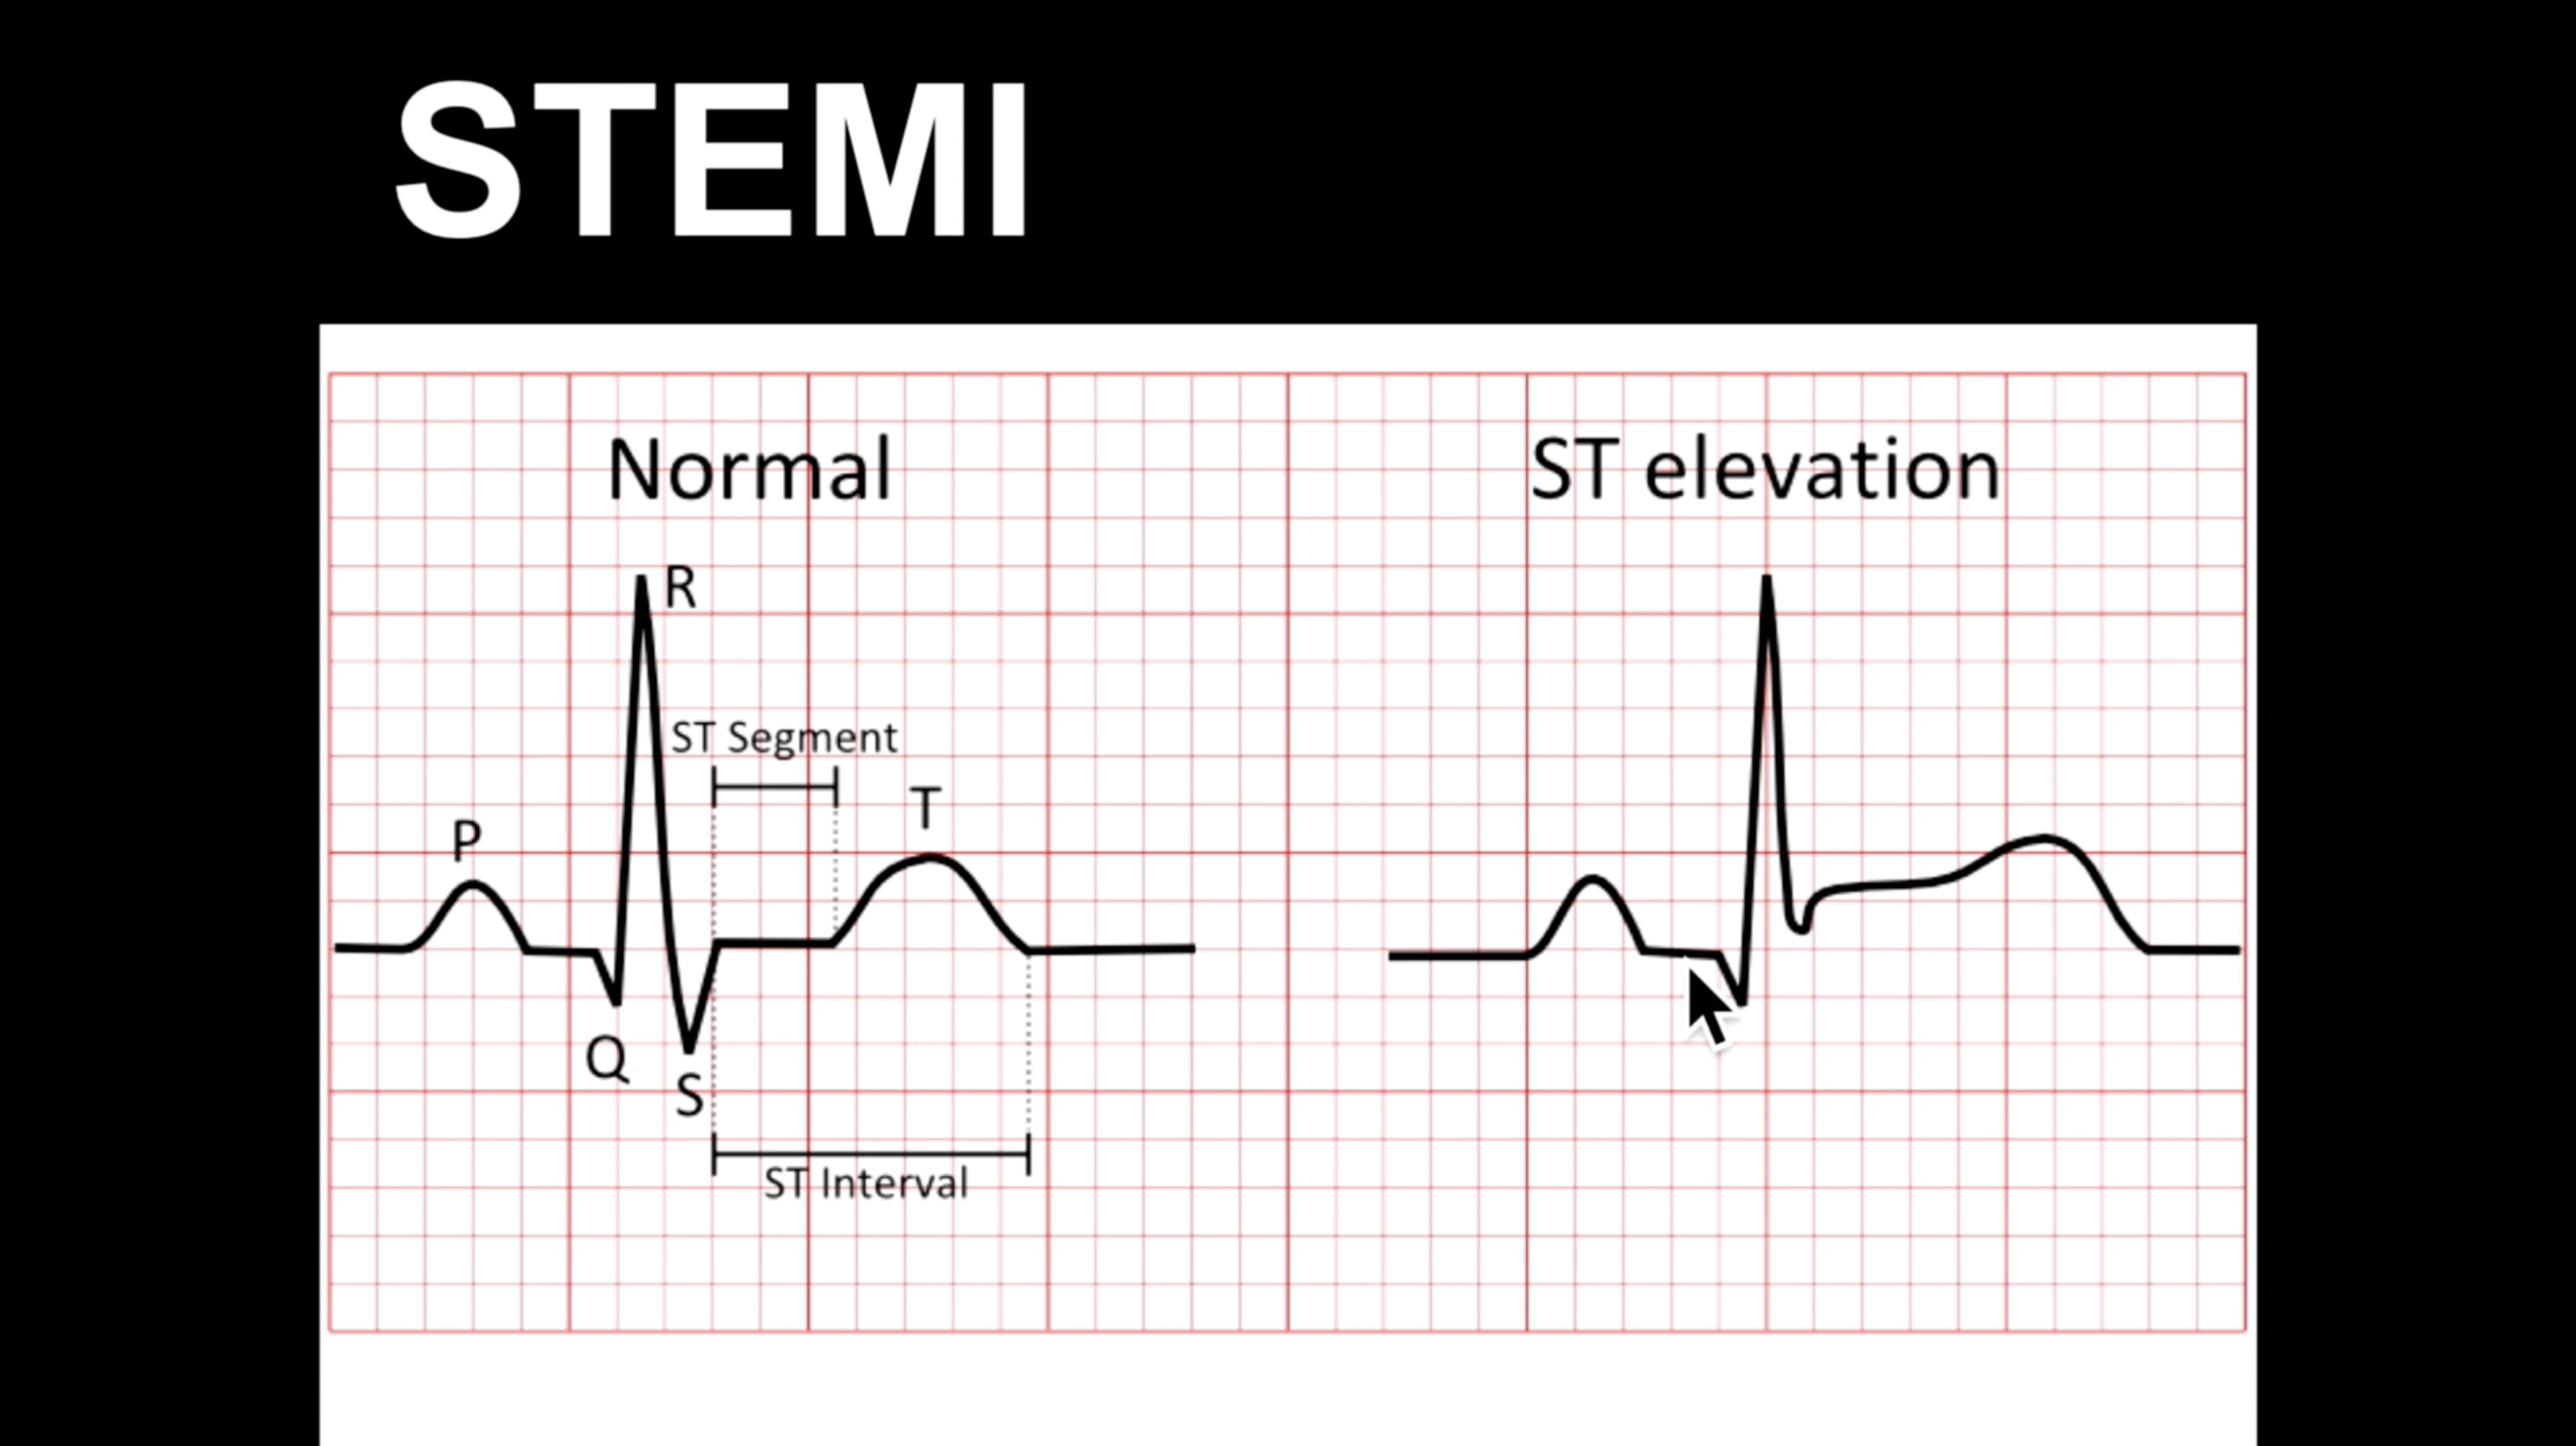 STEMI
Normal
ST elevation
R
ST Segment
T
P
Q
S
ST Interval